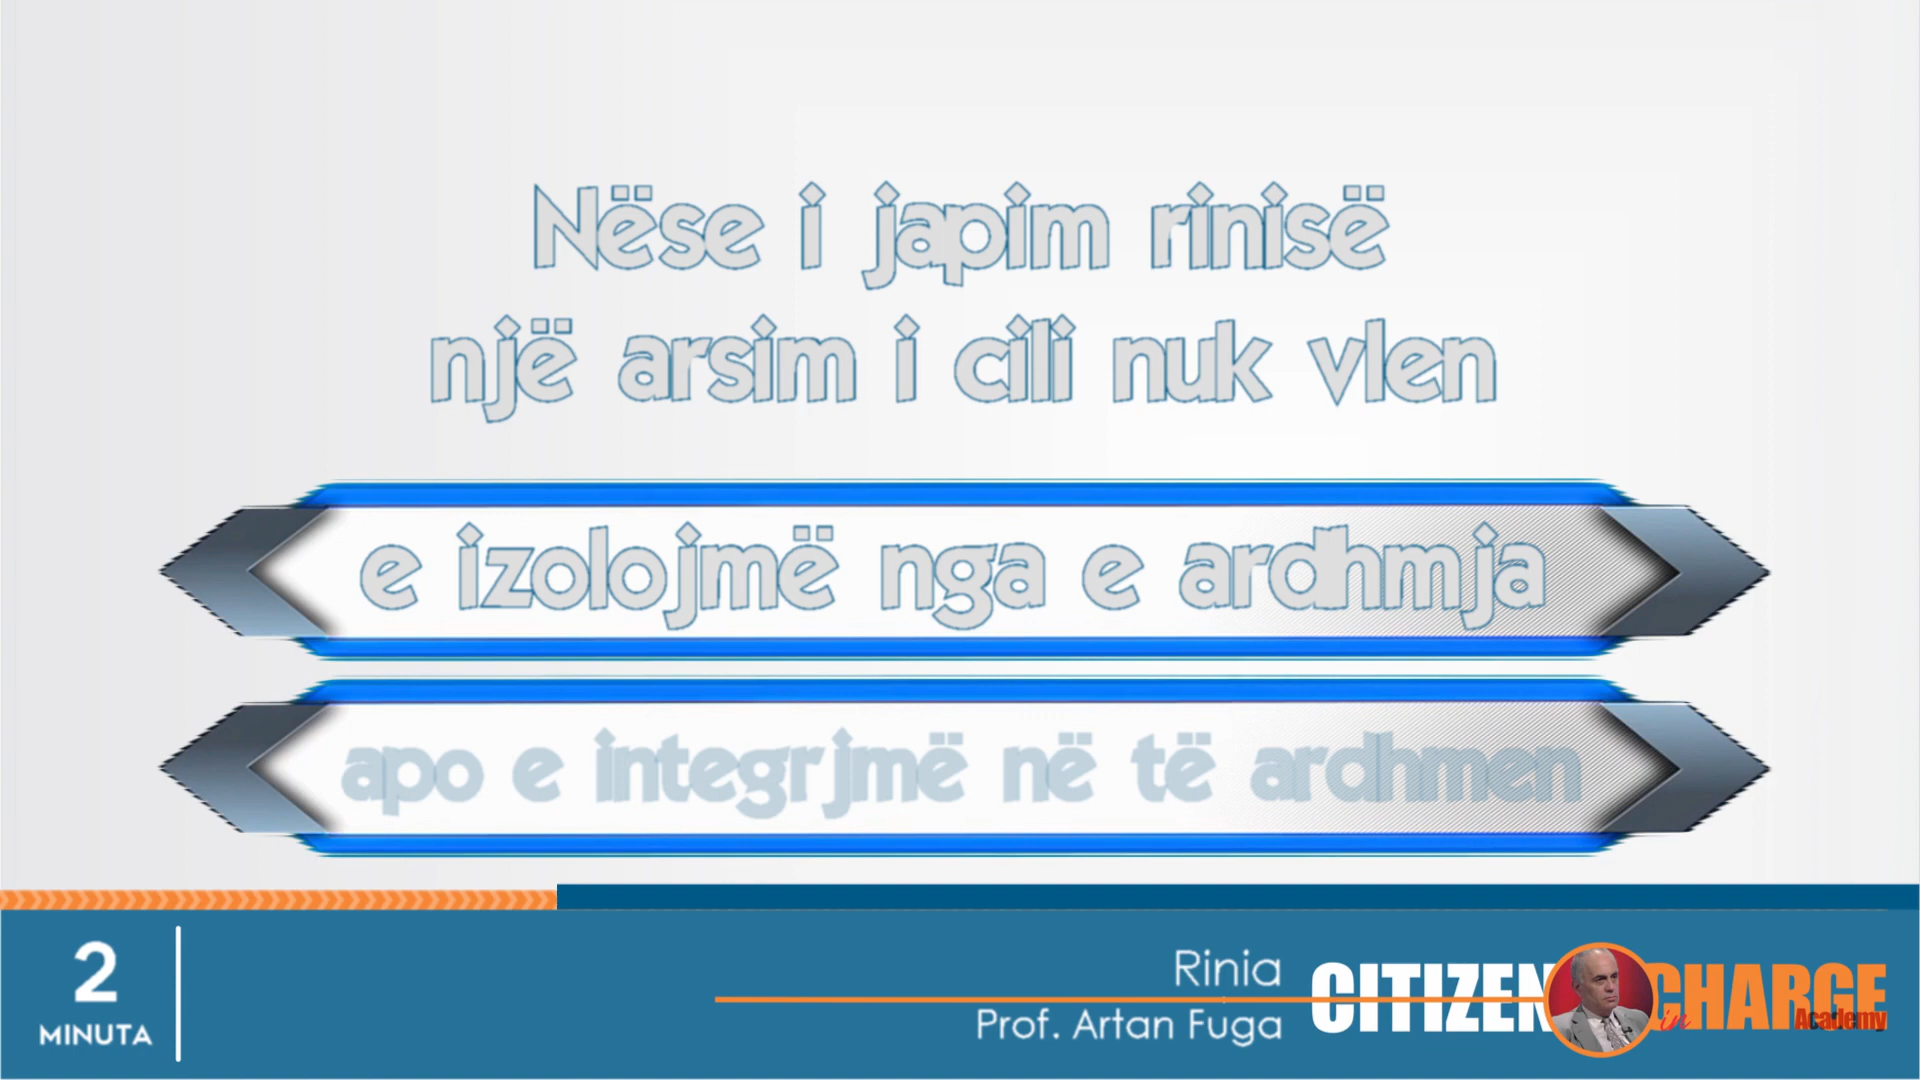 Nëse i japim rinisë
një arsim i cili nuk vlen
e izolojmë nga e ardhmja
apo e integrjmë në të ardhmen
2
MINUTA
Rinia
Prof. Artan Fuga
CITIZEN in CHARGE
Academy